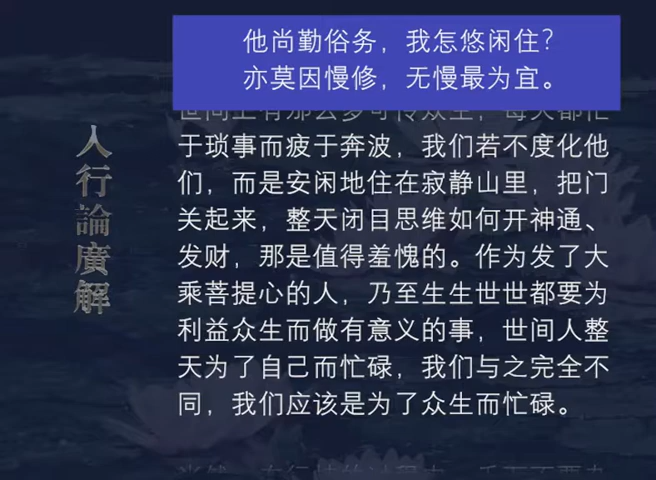 他尚勤俗务，我怎悠闲住？
亦莫因慢修，无慢最为宜。
入行論廣解
于琐事而疲于奔波，我们若不度化他
们，而是安闲地住在寂静山里，把门
关起来，整天闭目思维如何开神通、
发财，那是值得羞愧的。作为发了大
乘菩提心的人，乃至生生世世都要为
利益众生而做有意义的事，世间人整
天为了自己而忙碌，我们与之完全不
同，我们应该是为了众生而忙碌。